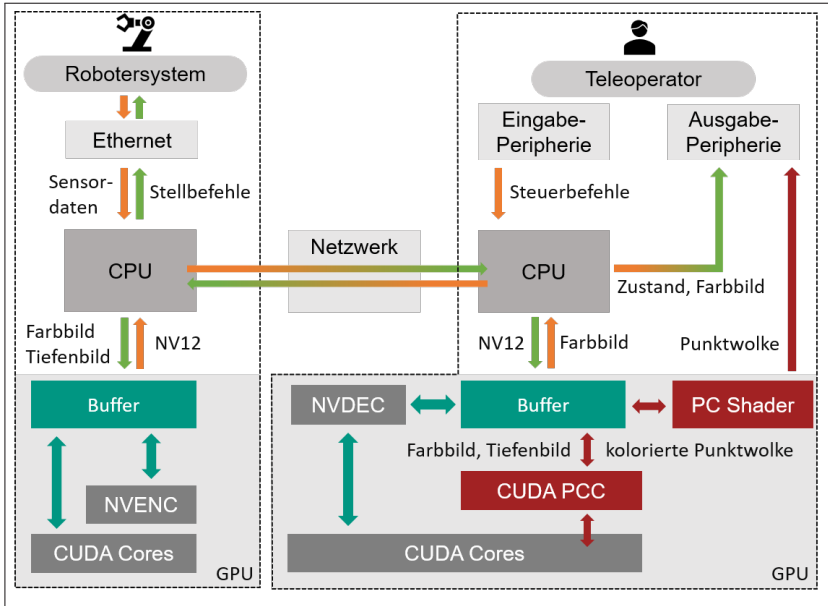 Robotersystem
Ethernet
Sensor-
daten
Stellbefehle
CPU
Farbbild
Tiefenbild
NV12
Buffer
NVENC
CUDA Cores
GPU
Netzwerk
Teleoperator
Eingabe-
Peripherie
Ausgabe-
Peripherie
Steuerbefehle
CPU
Zustand, Farbbild
NV12
Farbbild
Punktwolke
NVDEC
Buffer
PC Shader
Farbbild, Tiefenbild
kolorierte Punktwolke
CUDA PCC
CUDA Cores
GPU